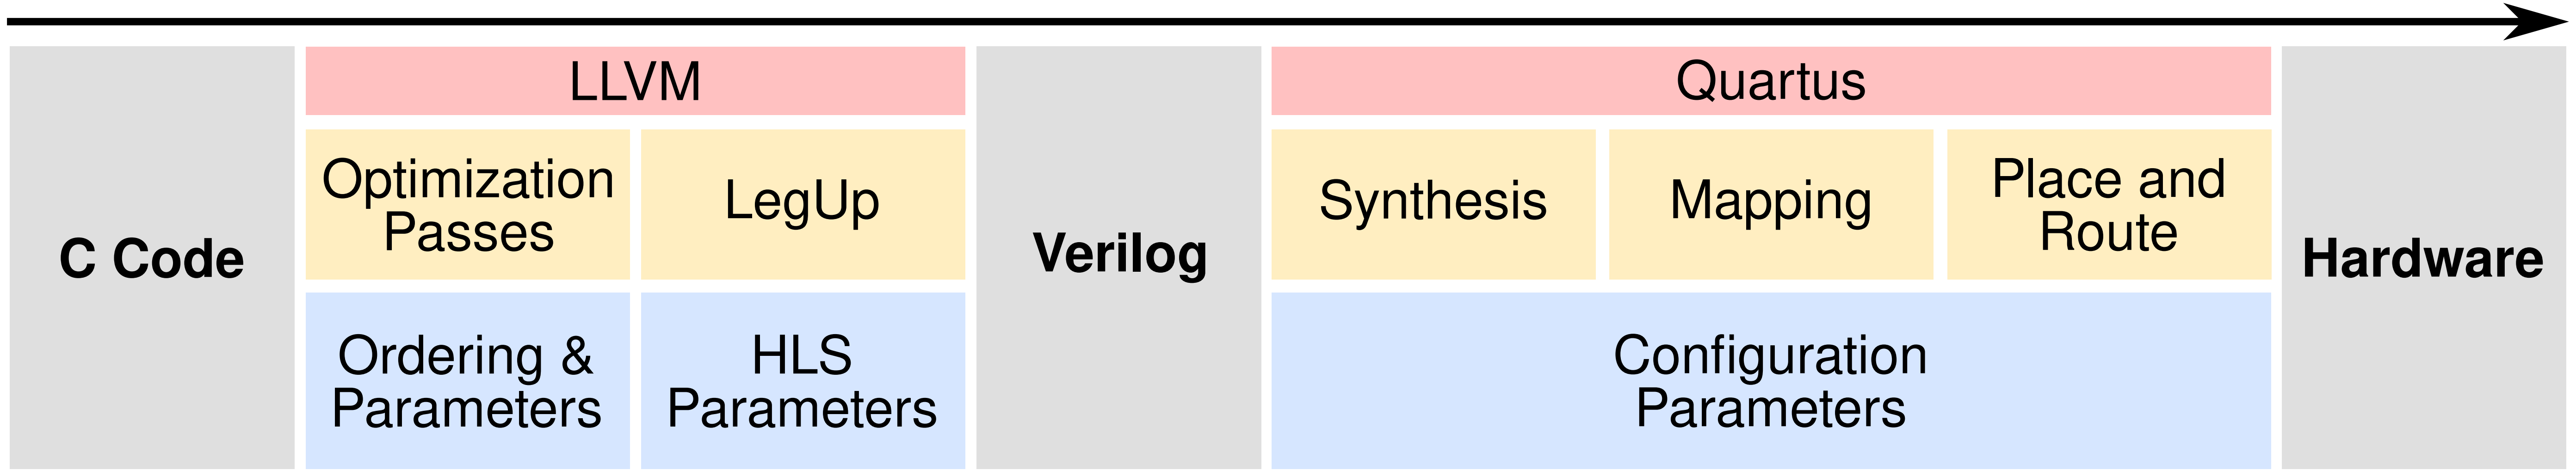 LLVM
Quartus
Optimization
Passes
LegUp
Synthesis
Mapping
Place and
Route
C Code
Verilog
Hardware
Ordering &
Parameters
HLS
Parameters
Configuration
Parameters